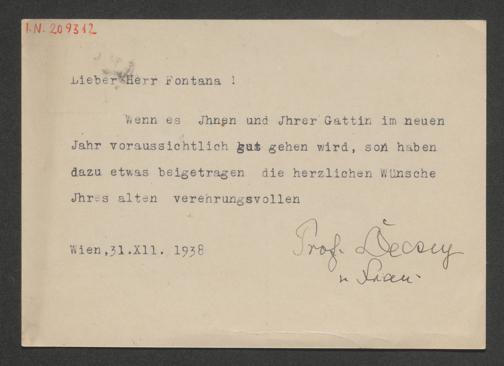 I.N. 209312
Lieber Herr Fontana !
Wenn es Jhnen und Jhrer Gattin im neuen
Jahr voraussichtlich gut gehen wird, so haben
dazu etwas beigetragen die herzlichen Wünsche
Jhres alten verehrungsvollen
Wien,31.XII. 1938
Prof. Decsey
u Frau.